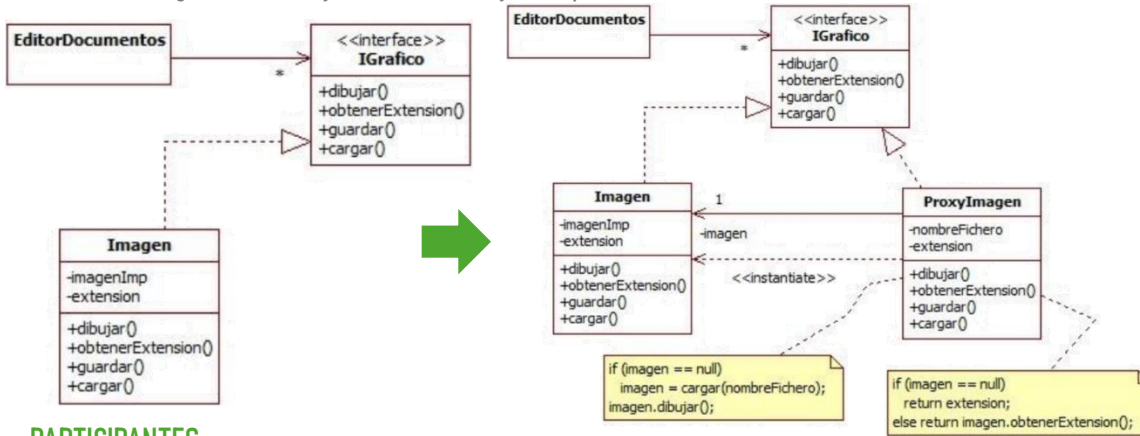 EditorDocumentos
*
<<interface>>
IGrafico
+dibujar()
+obtenerExtension()
+guardar()
+cargar()
Imagen
-imagenImp
-extension
+dibujar()
+obtenerExtension()
+guardar()
+cargar()
EditorDocumentos
*
<<interface>>
IGrafico
+dibujar()
+obtenerExtension()
+guardar()
+cargar()
Imagen
-imagenImp
-extension
+dibujar()
+obtenerExtension()
+guardar()
+cargar()
1
-imagen
<<instantiate>>
ProxyImagen
-nombreFichero
-extension
+dibujar()
+obtenerExtension()
+guardar()
+cargar()
if (imagen == null)
imagen = cargar(nombreFichero);
imagen.dibujar();
if (imagen == null)
return extension;
else return imagen.obtenerExtension();
PARTICIPANTES